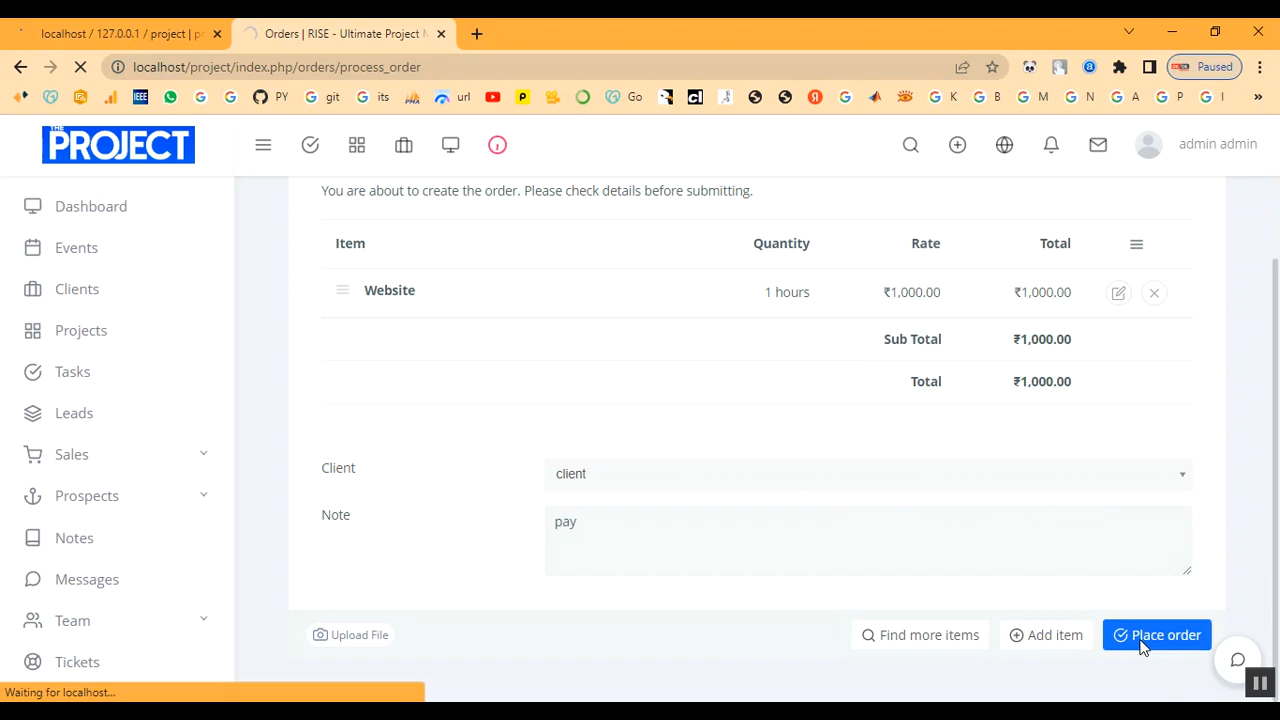 localhost / 127.0.0.1 / project | p
Orders | RISE - Ultimate Project M
localhost/project/index.php/orders/process_order
Paused
IEEE
PY
git
its
PMA
url
Go
K
B
M
N
A
P
I
THE
PROJECT
admin admin
Dashboard
Events
Clients
Projects
Tasks
Leads
Sales
Prospects
Notes
Messages
Team
Tickets
You are about to create the order. Please check details before submitting.
Item Quantity Rate Total
Website 1 hours ₹1,000.00 ₹1,000.00
Sub Total ₹1,000.00
Total ₹1,000.00
Client client
Note pay
Upload File Find more items Add item Place order
Waiting for localhost...